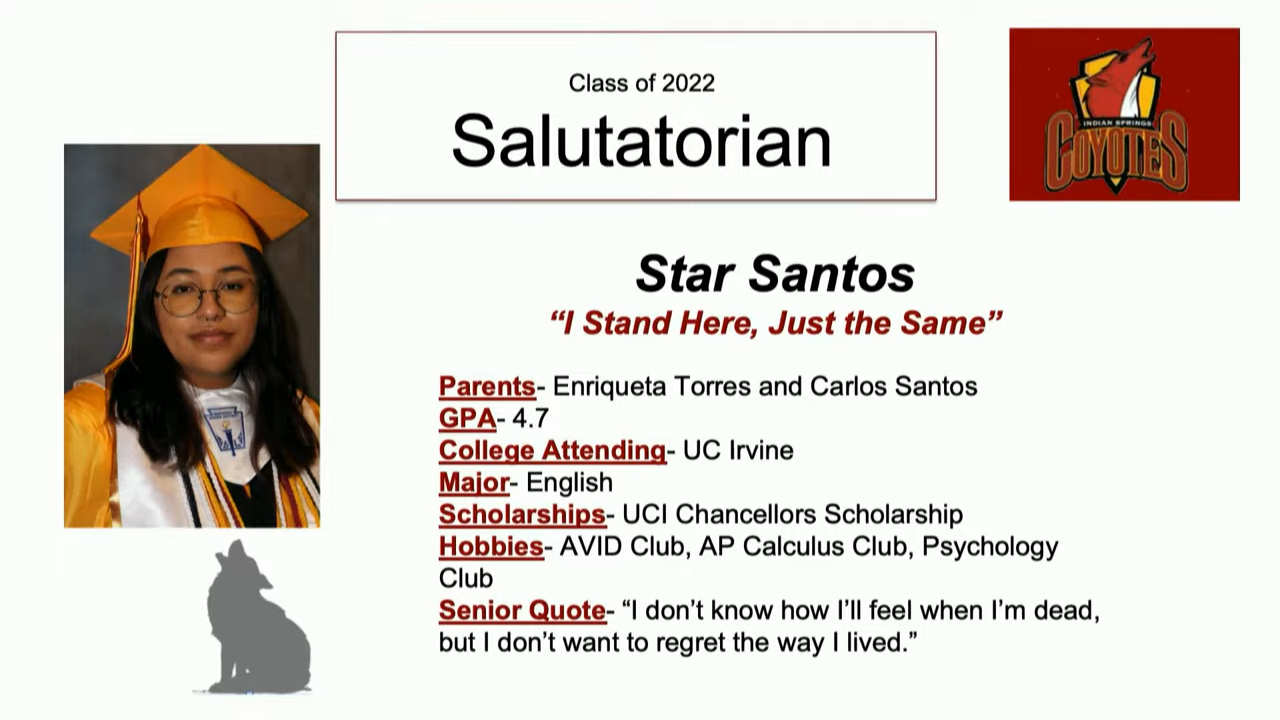 Class of 2022
Salutatorian
INDIAN SPRINGS
COYOTES
Star Santos
“I Stand Here, Just the Same”
Parents- Enriqueta Torres and Carlos Santos
GPA- 4.7
College Attending- UC Irvine
Major- English
Scholarships- UCI Chancellors Scholarship
Hobbies- AVID Club, AP Calculus Club, Psychology
Club
Senior Quote- “I don’t know how I’ll feel when I’m dead,
but I don’t want to regret the way I lived.”